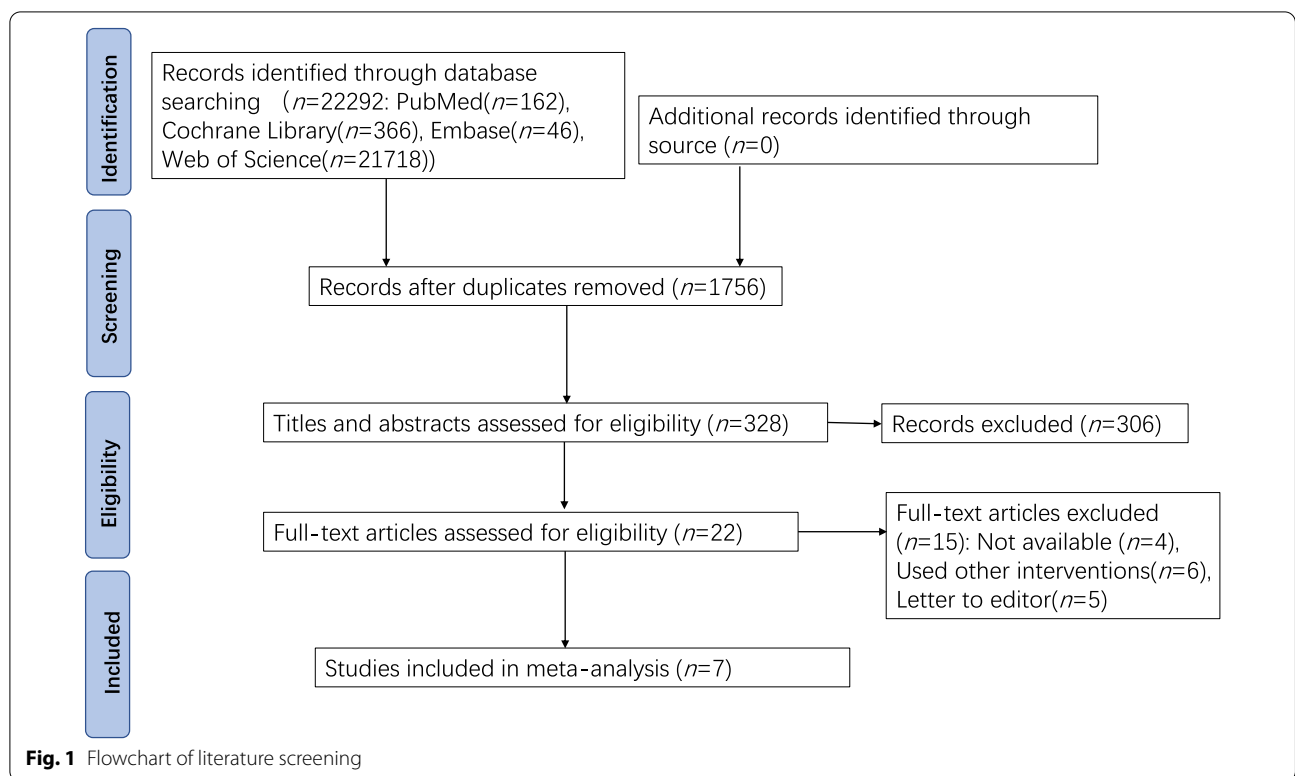 Identification
Records identified through database
searching （n=22292: PubMed(n=162),
Cochrane Library(n=366), Embase(n=46),
Web of Science(n=21718))
Additional records identified through
source (n=0)
Screening
Records after duplicates removed (n=1756)
Eligibility
Titles and abstracts assessed for eligibility (n=328)
Records excluded (n=306)
Full-text articles assessed for eligibility (n=22)
Full-text articles excluded
(n=15): Not available (n=4),
Used other interventions(n=6),
Letter to editor(n=5)
Included
Studies included in meta-analysis (n=7)
Fig. 1 Flowchart of literature screening